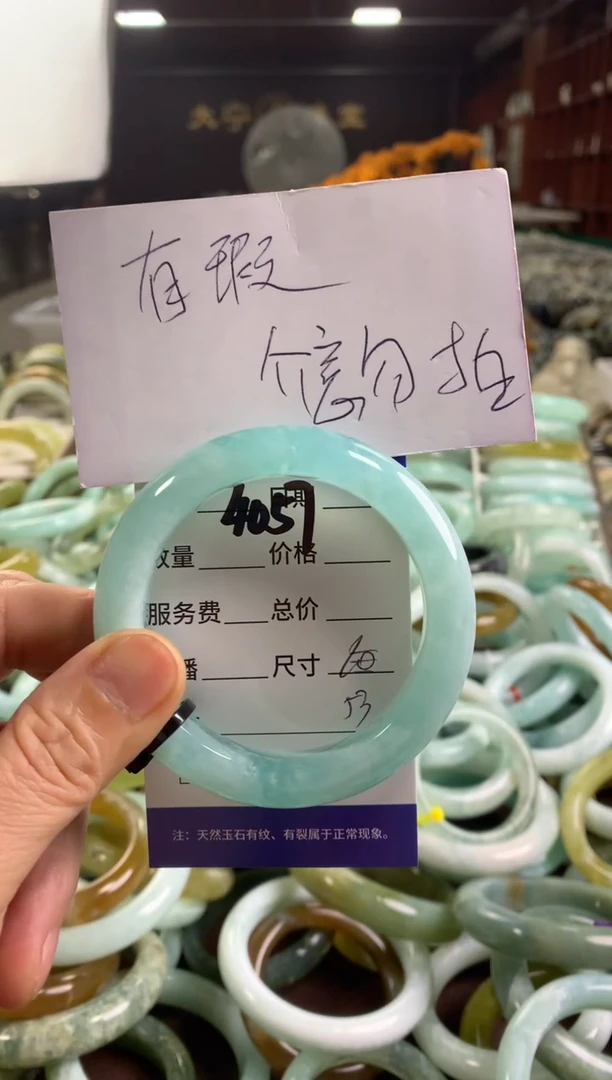 有瑕
介意勿拍
4057
数量 价格
服务费 总价
播 尺寸
注：天然玉石有纹、有裂属于正常现象。